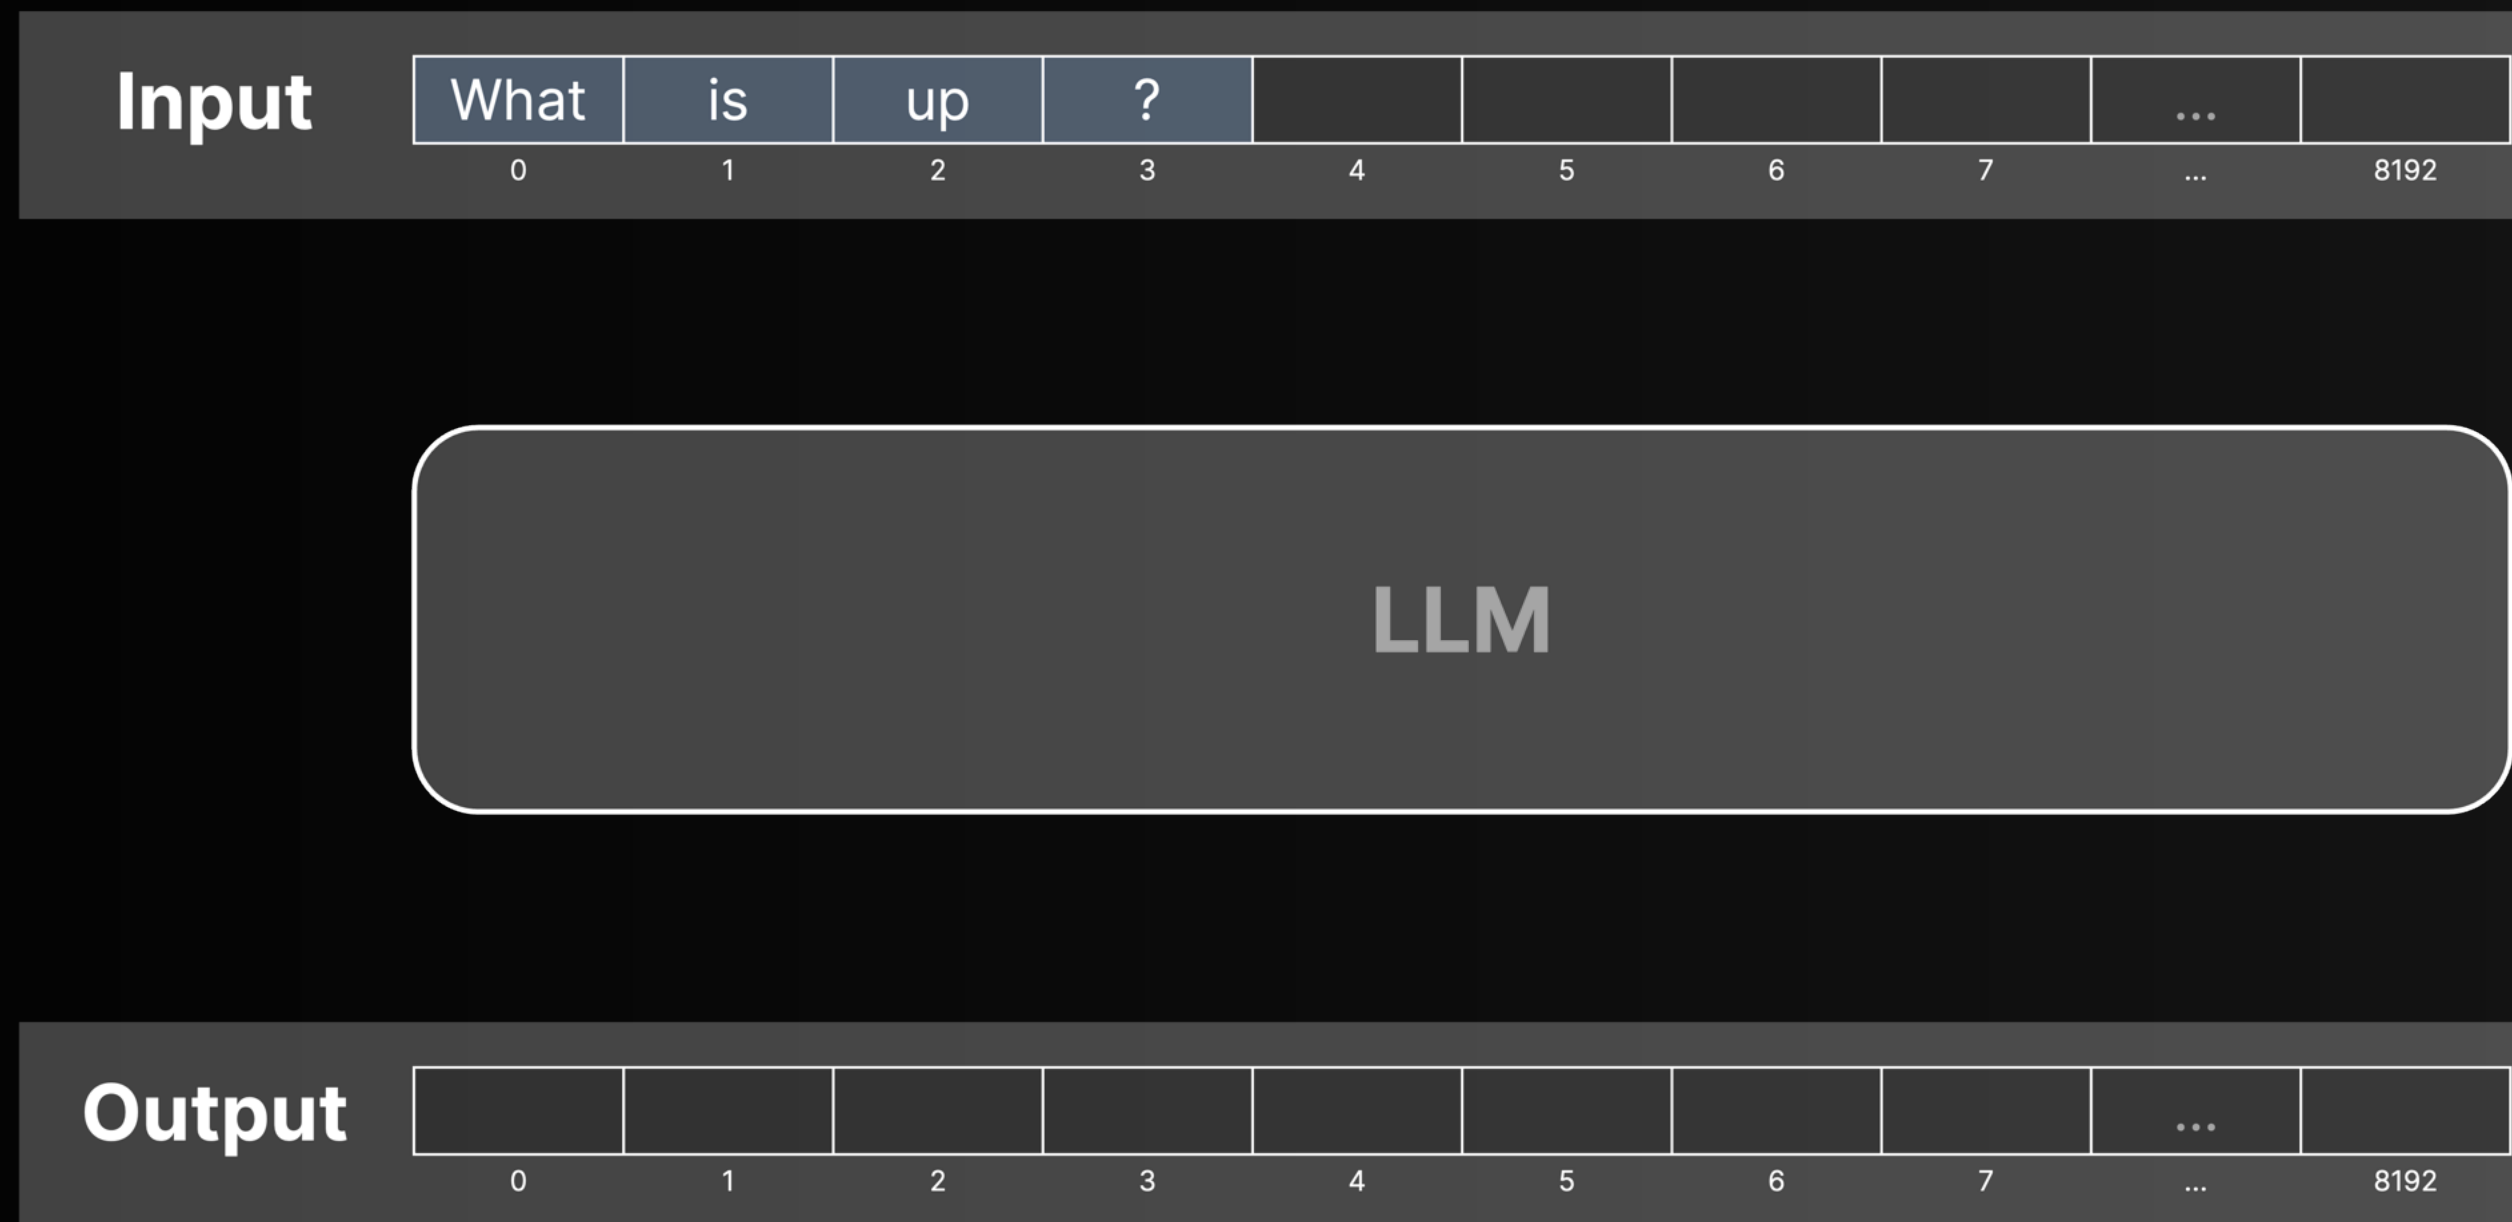 Input What is up ? ...
0 1 2 3 4 5 6 7 ... 8192
LLM
Output ...
0 1 2 3 4 5 6 7 ... 8192